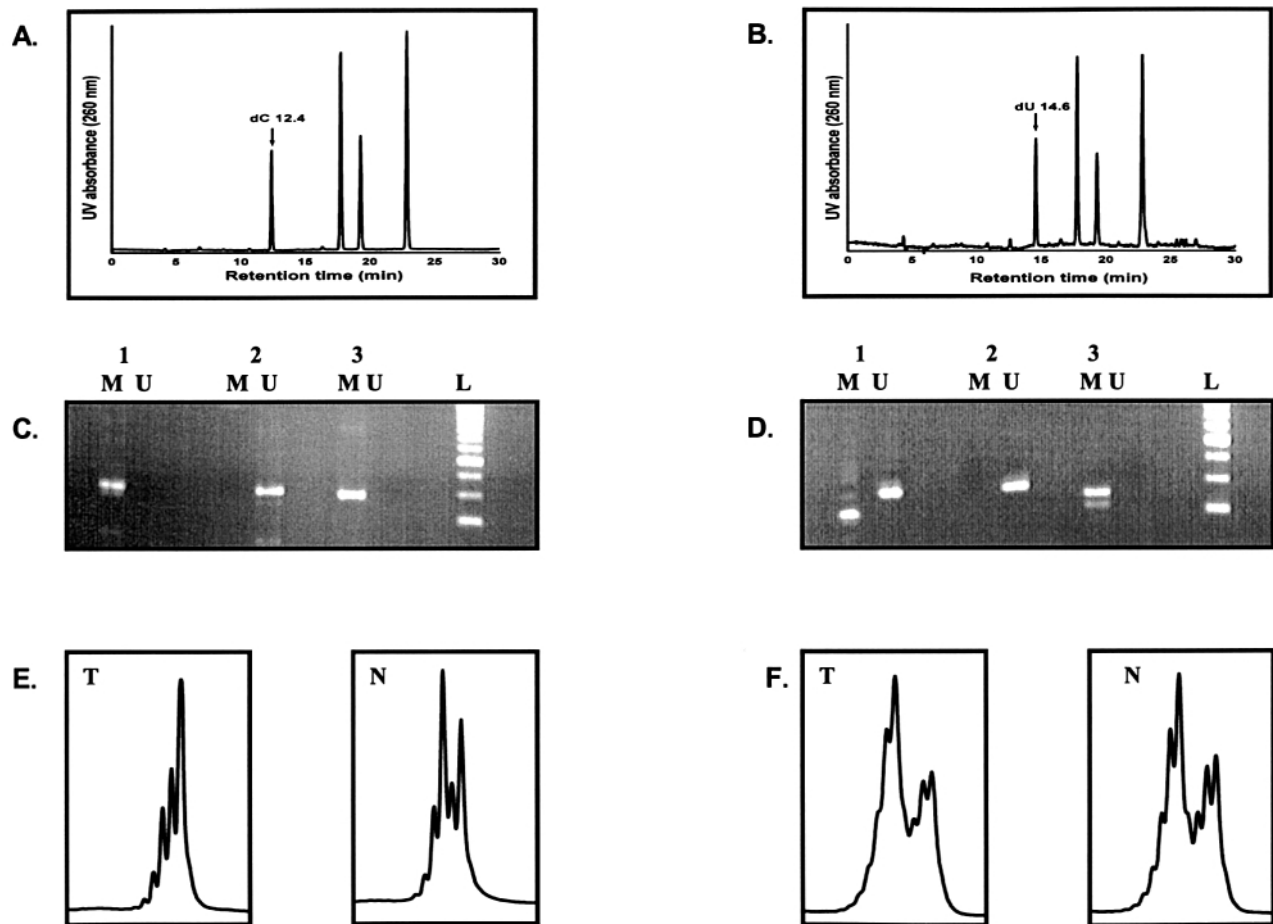 A.
UV absorbance (260 nm)
dC 12.4
0 5 10 15 20 25 30
Retention time (min)
B.
UV absorbance (260 nm)
dU 14.6
0 5 10 15 20 25 30
Retention time (min)
C.
1 2 3
M U M U M U L
D.
1 2 3
M U M U M U L
E.
T
N
F.
T
N